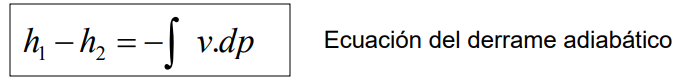 h₁ − h₂ = −∫ v.dp Ecuación del derrame adiabático